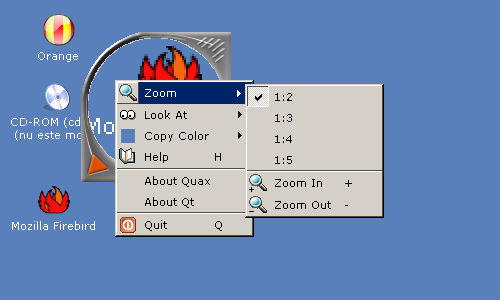 Orange
CD-ROM (cd
(nu este mo
Mozilla Firebird
Mo
Zoom
Look At
Copy Color
Help H
About Quax
About Qt
Quit Q
1:2
1:3
1:4
1:5
Zoom In +
Zoom Out -